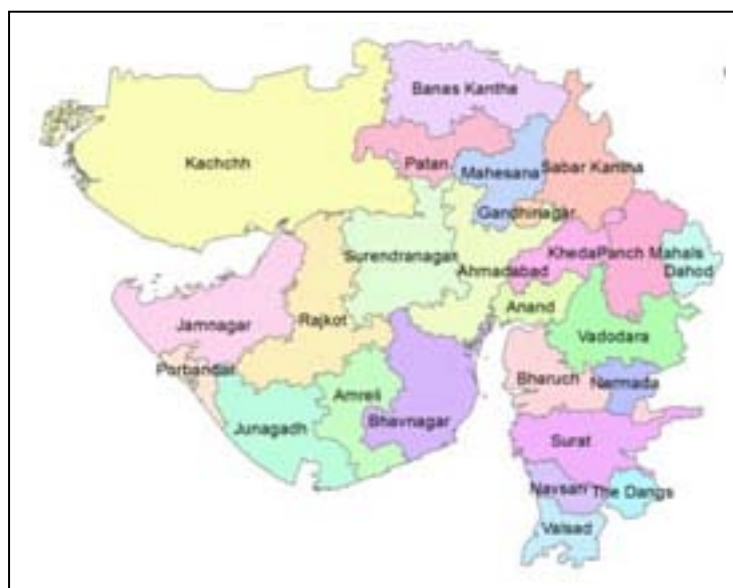 Banas Kantha
Kachchh
Patan
Mahesana
Sabar Kantha
Gandhinagar
Surendranagar
Ahmadabad
Kheda
Panch Mahals
Dahod
Anand
Jamnagar
Rajkot
Vadodara
Porbandar
Amreli
Bharuch
Narmada
Junagadh
Bhavnagar
Surat
Navsari
The Dangs
Valsad